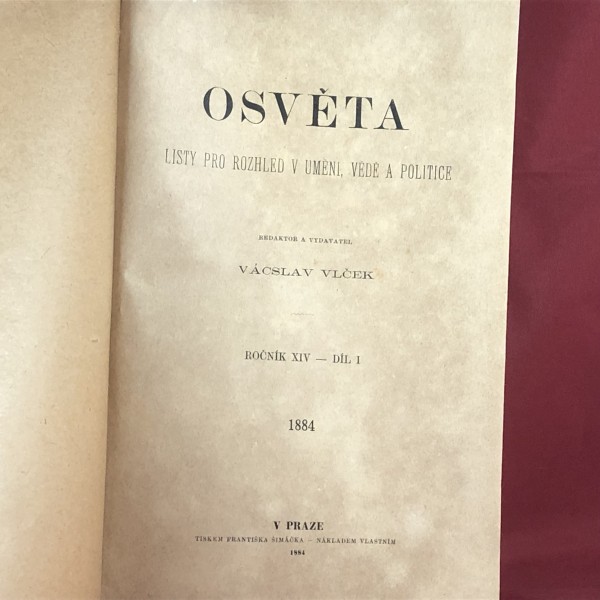 OSVĚTA
LISTY PRO ROZHLED V UMĚNÍ, VĚDĚ A POLITICE
REDAKTOR A VYDAVATEL
VÁCSLAV VLČEK
ROČNÍK XIV — DÍL I
1884
V PRAZE
TISKEM FRANTIŠKA ŠIMÁČKA – NÁKLADEM VLASTNÍM
1884